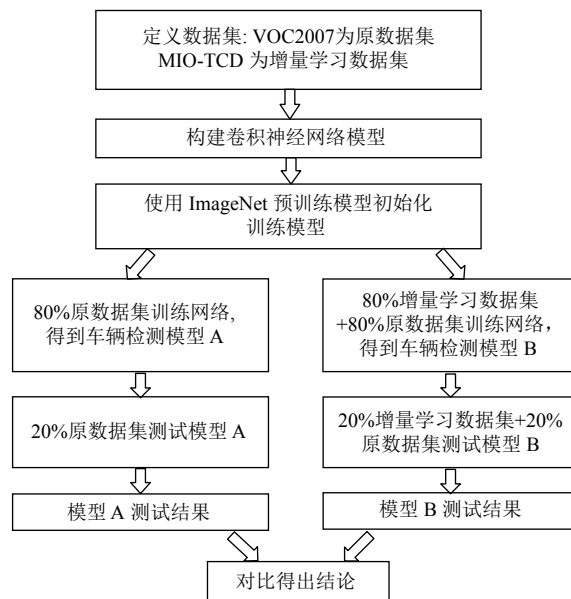 定义数据集: VOC2007为原数据集
MIO-TCD 为增量学习数据集
构建卷积神经网络模型
使用 ImageNet 预训练模型初始化
训练模型
80%原数据集训练网络,
得到车辆检测模型 A
20%原数据集测试模型 A
模型 A 测试结果
80%增量学习数据集
+80%原数据集训练网络，
得到车辆检测模型 B
20%增量学习数据集+20%
原数据集测试模型 B
模型 B 测试结果
对比得出结论